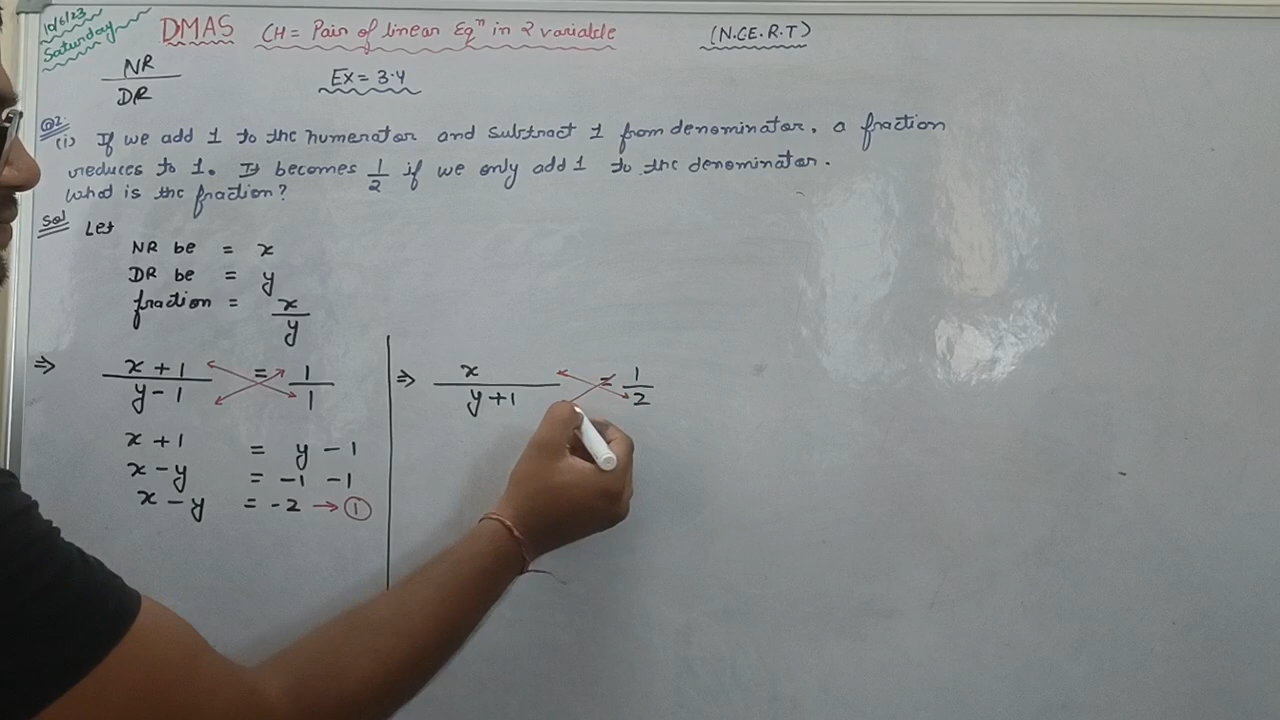 10/6/23
Saturday
DMAS CH = Pair of linear Eqⁿ in 2 variable (N.C.E.R.T)
NR
DR
Ex = 3.4
Q2.
(i) If we add 1 to the numerator and subtract 1 from denominator, a fraction
reduces to 1. It becomes 1/2 if we only add 1 to the denominator.
What is the fraction?
Sol Let
NR be = x
DR be = y
fraction = x/y
⇒ x + 1 / y - 1 = 1/1
x + 1 = y - 1
x - y = -1 -1
x - y = -2 → ①
⇒ x / y + 1 = 1/2